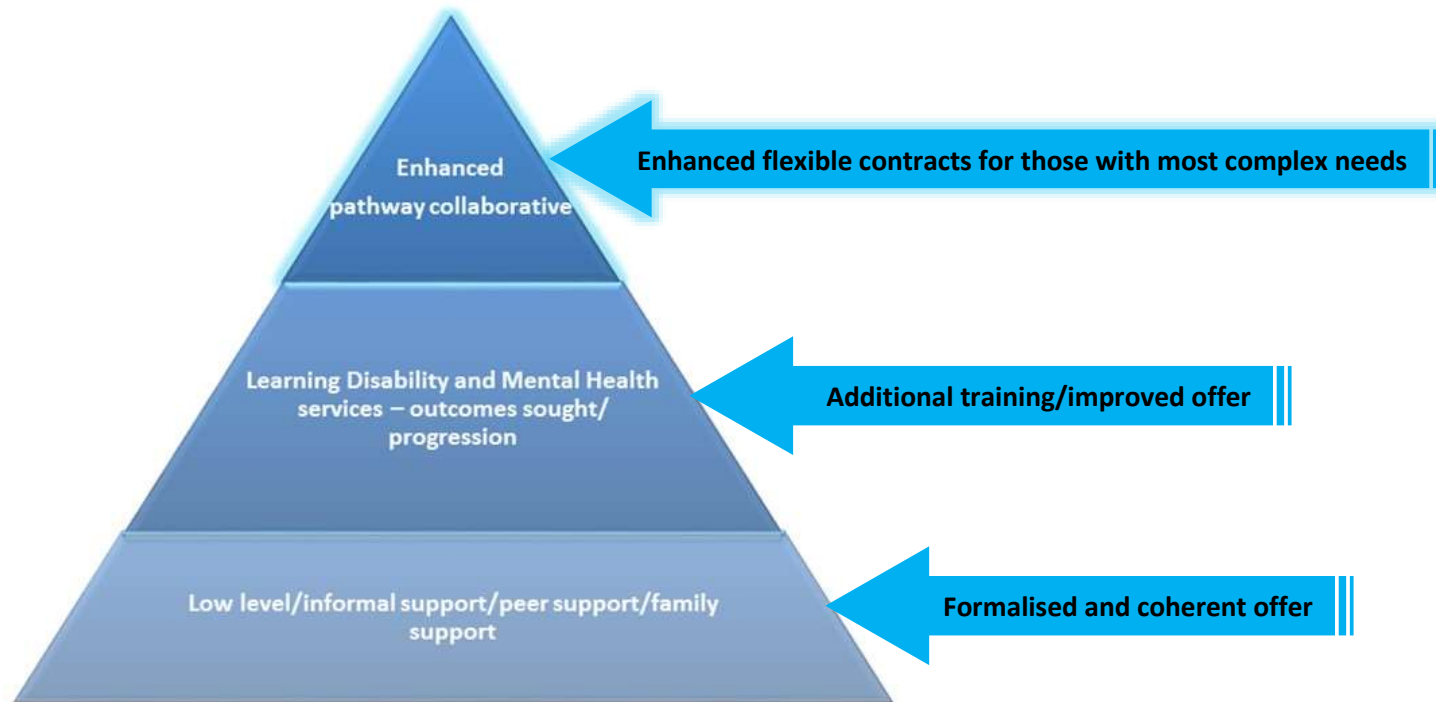 Enhanced
pathway collaborative
Enhanced flexible contracts for those with most complex needs
Learning Disability and Mental Health
services – outcomes sought/
progression
Additional training/improved offer
Low level/informal support/peer support/family
support
Formalised and coherent offer